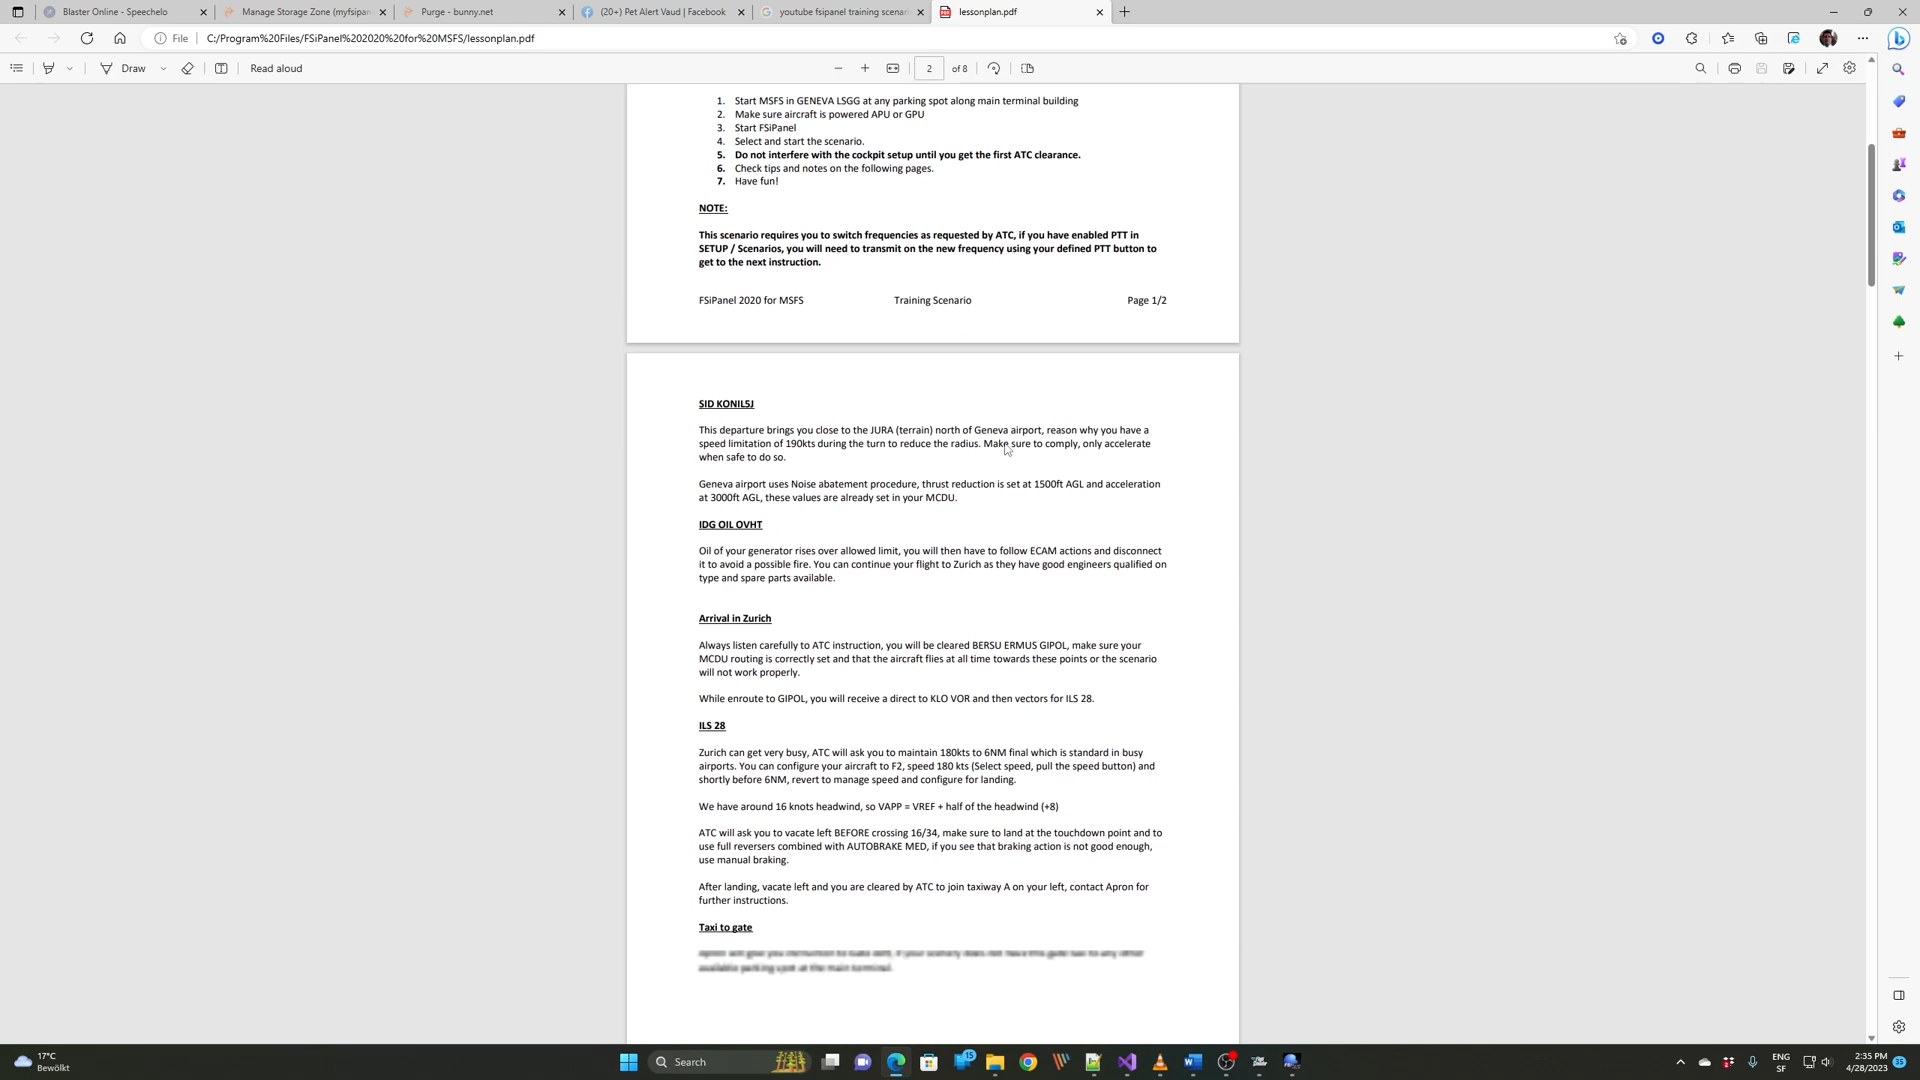 Blaster Online - Speechelo
Manage Storage Zone (myfsipan
Purge - bunny.net
(20+) Pet Alert Vaud | Facebook
youtube fsipanel training scenari
lessonplan.pdf
File
C:/Program%20Files/FSiPanel%202020%20for%20MSFS/lessonplan.pdf
Draw
Read aloud
2
of 8
1. Start MSFS in GENEVA LSGG at any parking spot along main terminal building
2. Make sure aircraft is powered APU or GPU
3. Start FSiPanel
4. Select and start the scenario.
5. Do not interfere with the cockpit setup until you get the first ATC clearance.
6. Check tips and notes on the following pages.
7. Have fun!
NOTE:
This scenario requires you to switch frequencies as requested by ATC, if you have enabled PTT in
SETUP / Scenarios, you will need to transmit on the new frequency using your defined PTT button to
get to the next instruction.
FSiPanel 2020 for MSFS Training Scenario Page 1/2
SID KONIL5J
This departure brings you close to the JURA (terrain) north of Geneva airport, reason why you have a
speed limitation of 190kts during the turn to reduce the radius. Make sure to comply, only accelerate
when safe to do so.
Geneva airport uses Noise abatement procedure, thrust reduction is set at 1500ft AGL and acceleration
at 3000ft AGL, these values are already set in your MCDU.
IDG OIL OVHT
Oil of your generator rises over allowed limit, you will then have to follow ECAM actions and disconnect
it to avoid a possible fire. You can continue your flight to Zurich as they have good engineers qualified on
type and spare parts available.
Arrival in Zurich
Always listen carefully to ATC instruction, you will be cleared BERSU ERMUS GIPOL, make sure your
MCDU routing is correctly set and that the aircraft flies at all time towards these points or the scenario
will not work properly.
While enroute to GIPOL, you will receive a direct to KLO VOR and then vectors for ILS 28.
ILS 28
Zurich can get very busy, ATC will ask you to maintain 180kts to 6NM final which is standard in busy
airports. You can configure your aircraft to F2, speed 180 kts (Select speed, pull the speed button) and
shortly before 6NM, revert to manage speed and configure for landing.
We have around 16 knots headwind, so VAPP = VREF + half of the headwind (+8)
ATC will ask you to vacate left BEFORE crossing 16/34, make sure to land at the touchdown point and to
use full reversers combined with AUTOBRAKE MED, if you see that braking action is not good enough,
use manual braking.
After landing, vacate left and you are cleared by ATC to join taxiway A on your left, contact Apron for
further instructions.
Taxi to gate
17°C
Bewölkt
Search
15
ENG
SF
2:35 PM
4/28/2023
35